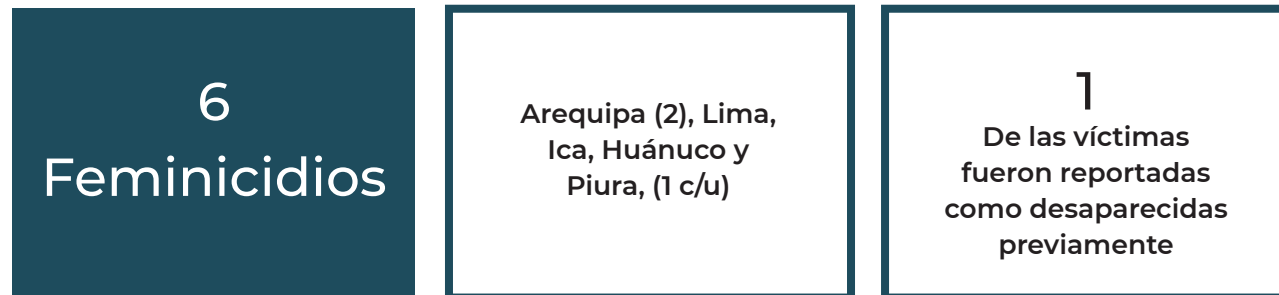 6
Feminicidios
Arequipa (2), Lima,
Ica, Huánuco y
Piura, (1 c/u)
1
De las víctimas
fueron reportadas
como desaparecidas
previamente